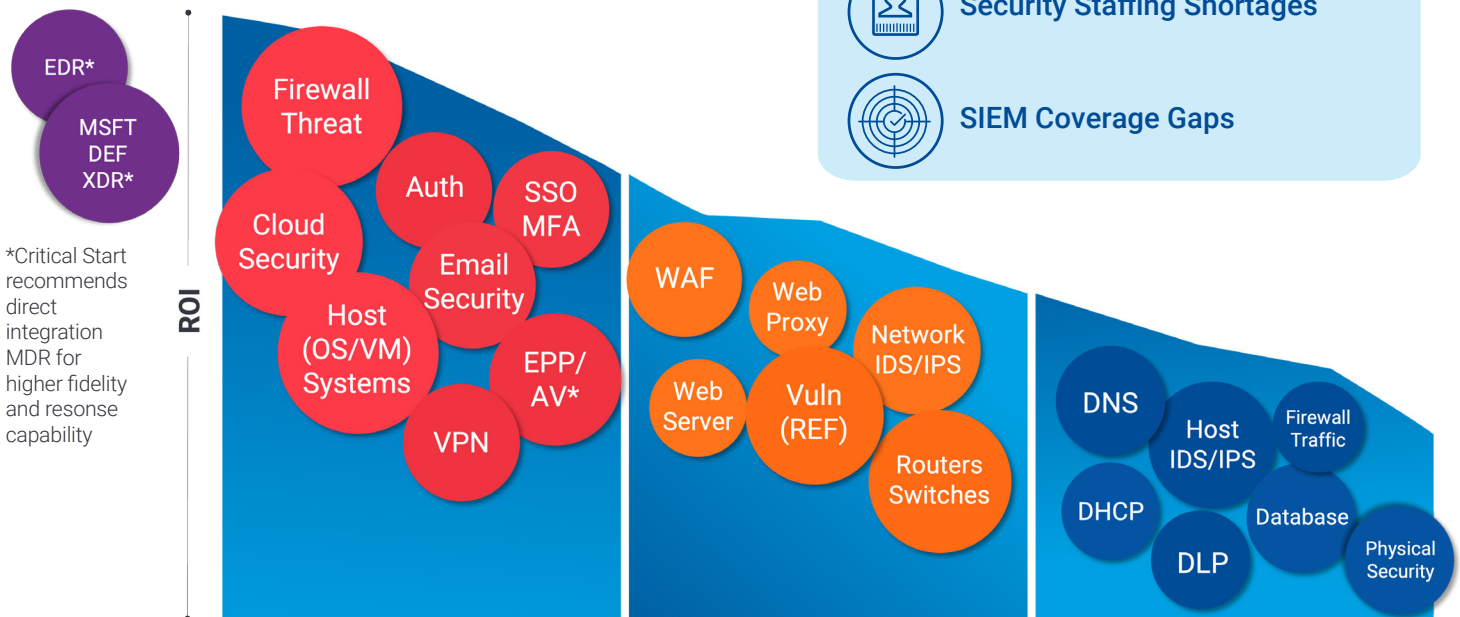 Security Staffing Shortages
SIEM Coverage Gaps
EDR*
MSFT
DEF
XDR*
*Critical Start
recommends
direct
integration
MDR for
higher fidelity
and resonse
capability
ROI
Firewall
Threat
Auth
SSO
MFA
Cloud
Security
Email
Security
Host
(OS/VM)
Systems
EPP/
AV*
VPN
WAF
Web
Proxy
Network
IDS/IPS
Web
Server
Vuln
(REF)
Routers
Switches
DNS
Host
IDS/IPS
Firewall
Traffic
DHCP
Database
DLP
Physical
Security